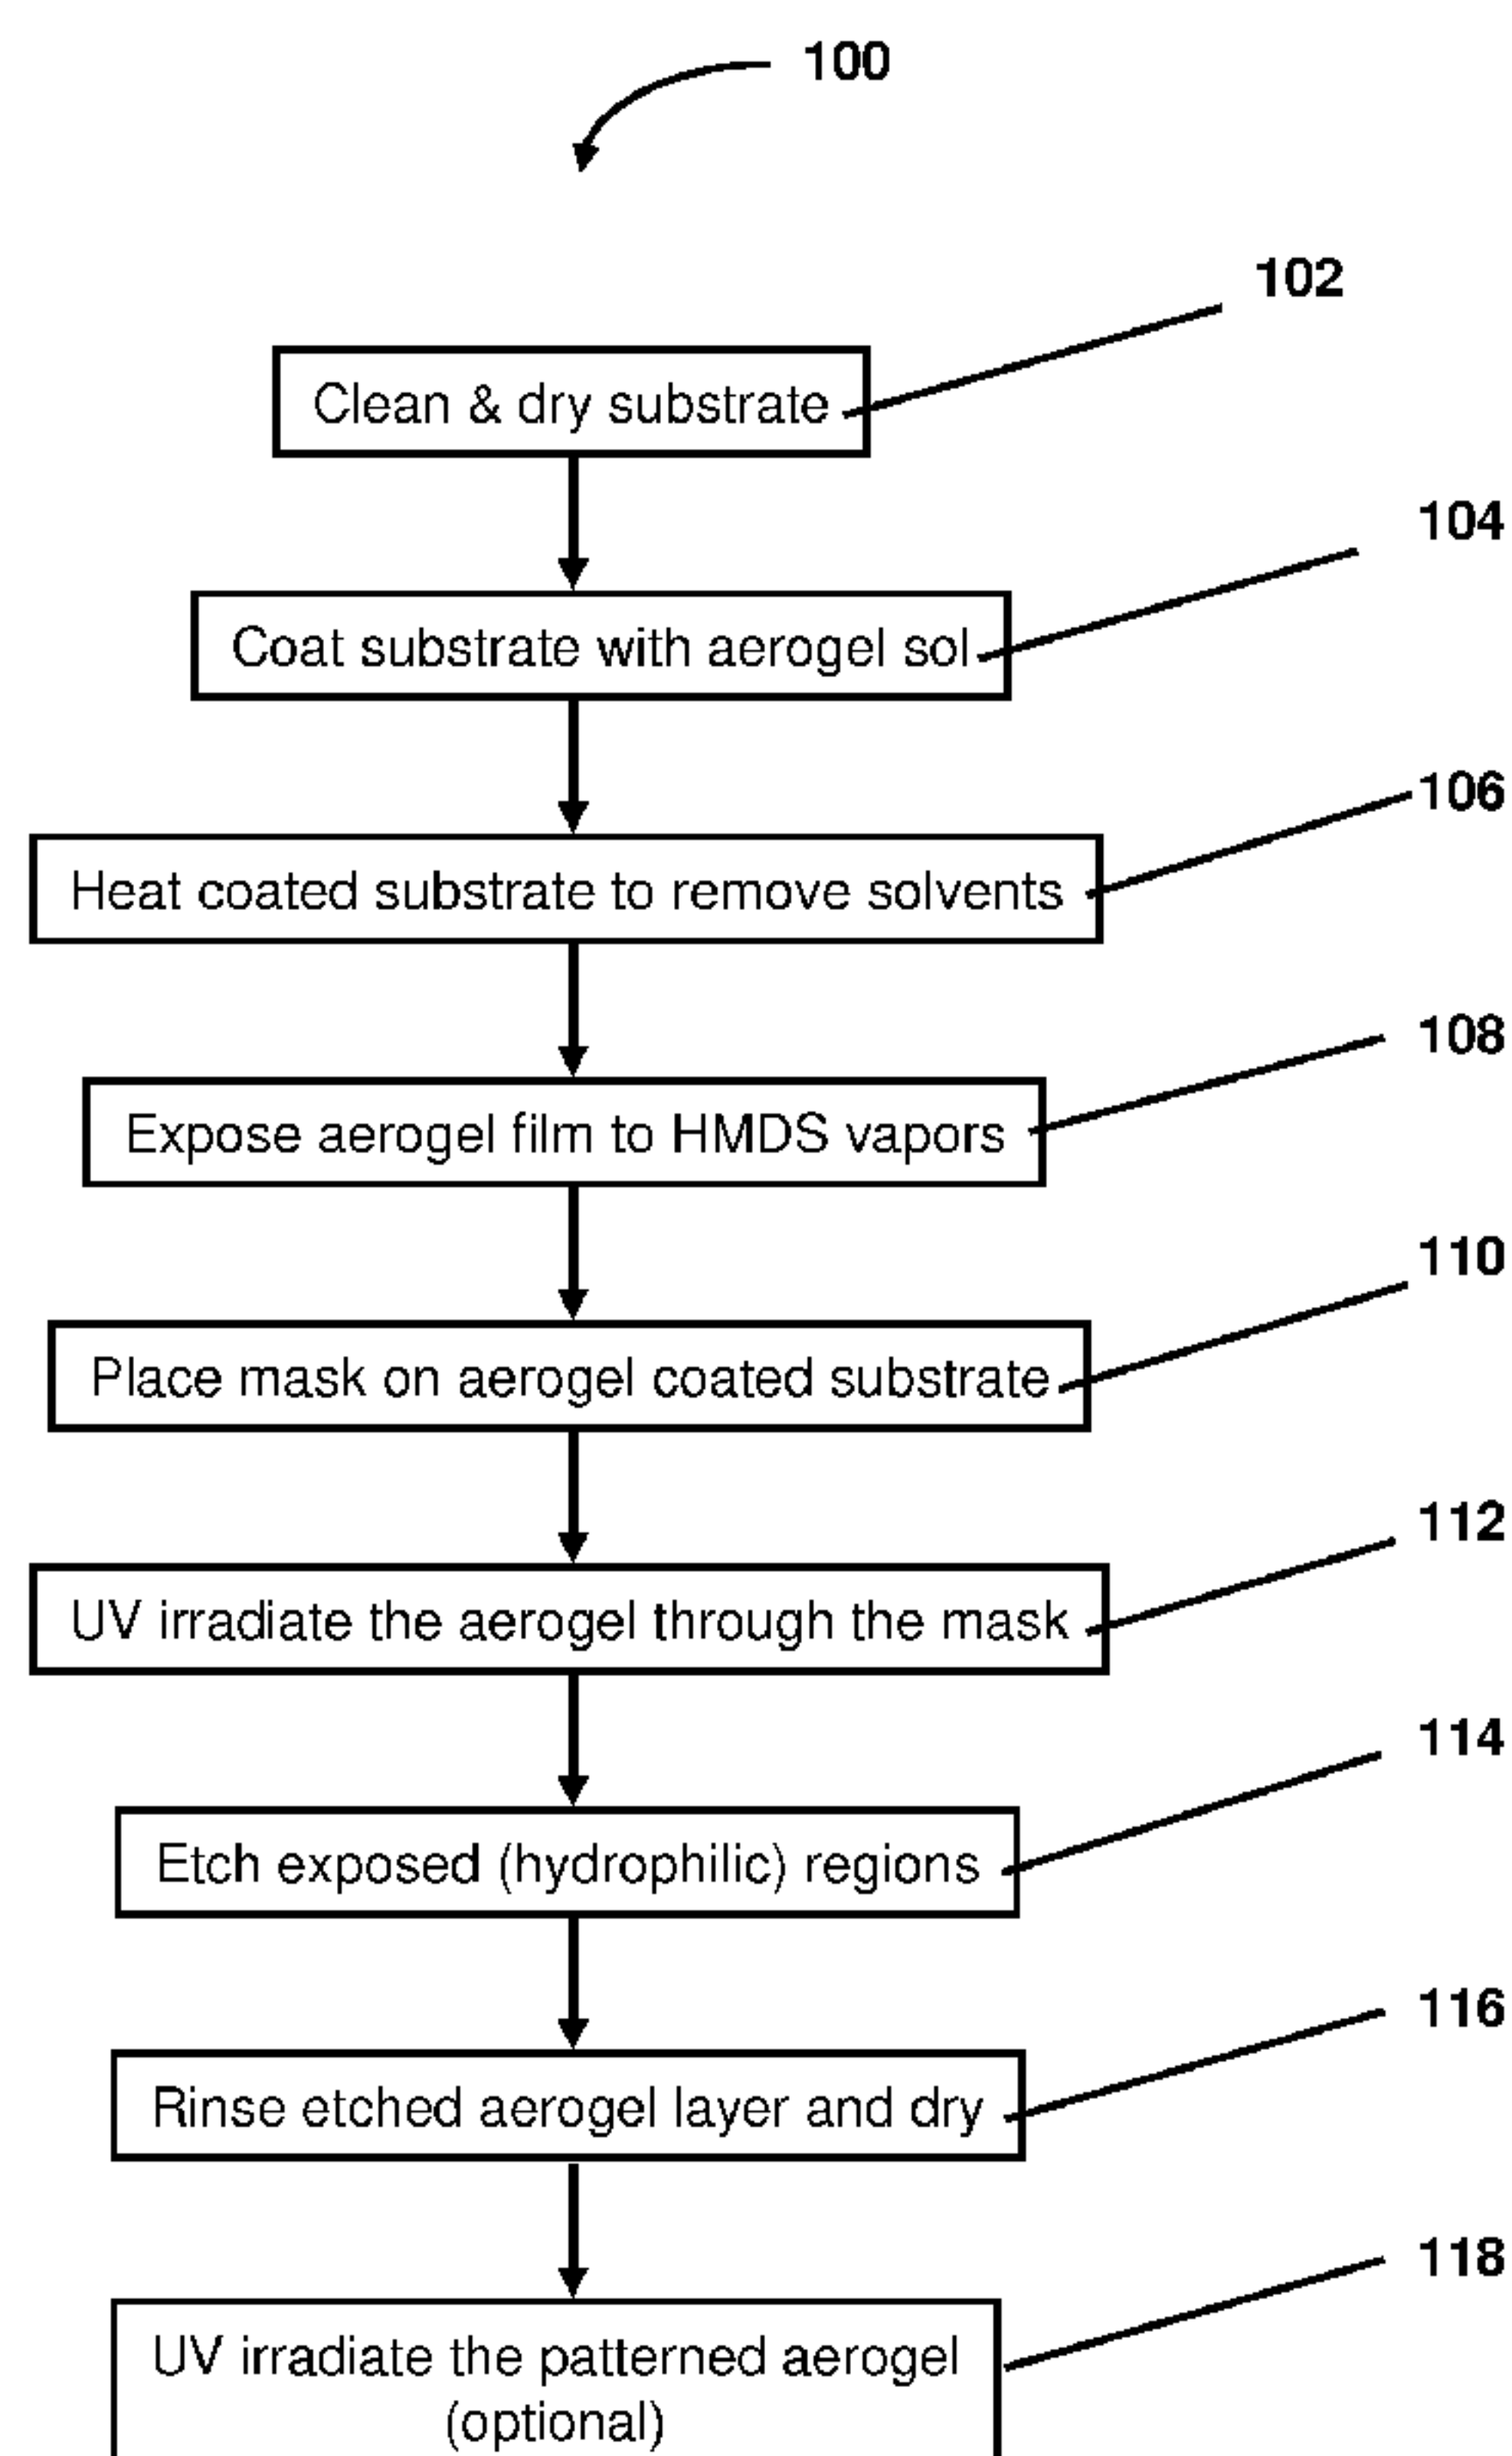 100
102
Clean & dry substrate
104
Coat substrate with aerogel sol
106
Heat coated substrate to remove solvents
108
Expose aerogel film to HMDS vapors
110
Place mask on aerogel coated substrate
112
UV irradiate the aerogel through the mask
114
Etch exposed (hydrophilic) regions
116
Rinse etched aerogel layer and dry
118
UV irradiate the patterned aerogel
(optional)